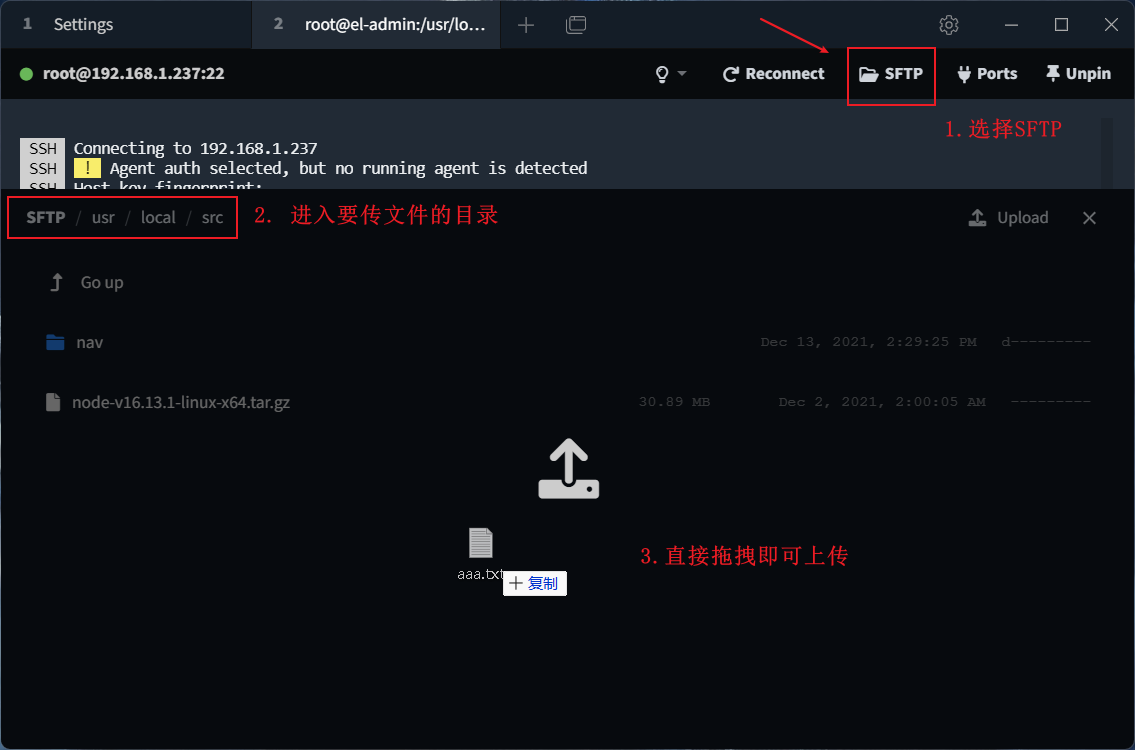 1 Settings 2 root@el-admin:/usr/lo...
root@192.168.1.237:22 Reconnect SFTP Ports Unpin
1.选择SFTP
SSH Connecting to 192.168.1.237
SSH ! Agent auth selected, but no running agent is detected
SSH Host key fingerprint:
SFTP / usr / local / src 2. 进入要传文件的目录 Upload
Go up
nav Dec 13, 2021, 2:29:25 PM d---------
node-v16.13.1-linux-x64.tar.gz 30.89 MB Dec 2, 2021, 2:00:05 AM ---------
3.直接拖拽即可上传
aaa.txt
+ 复制